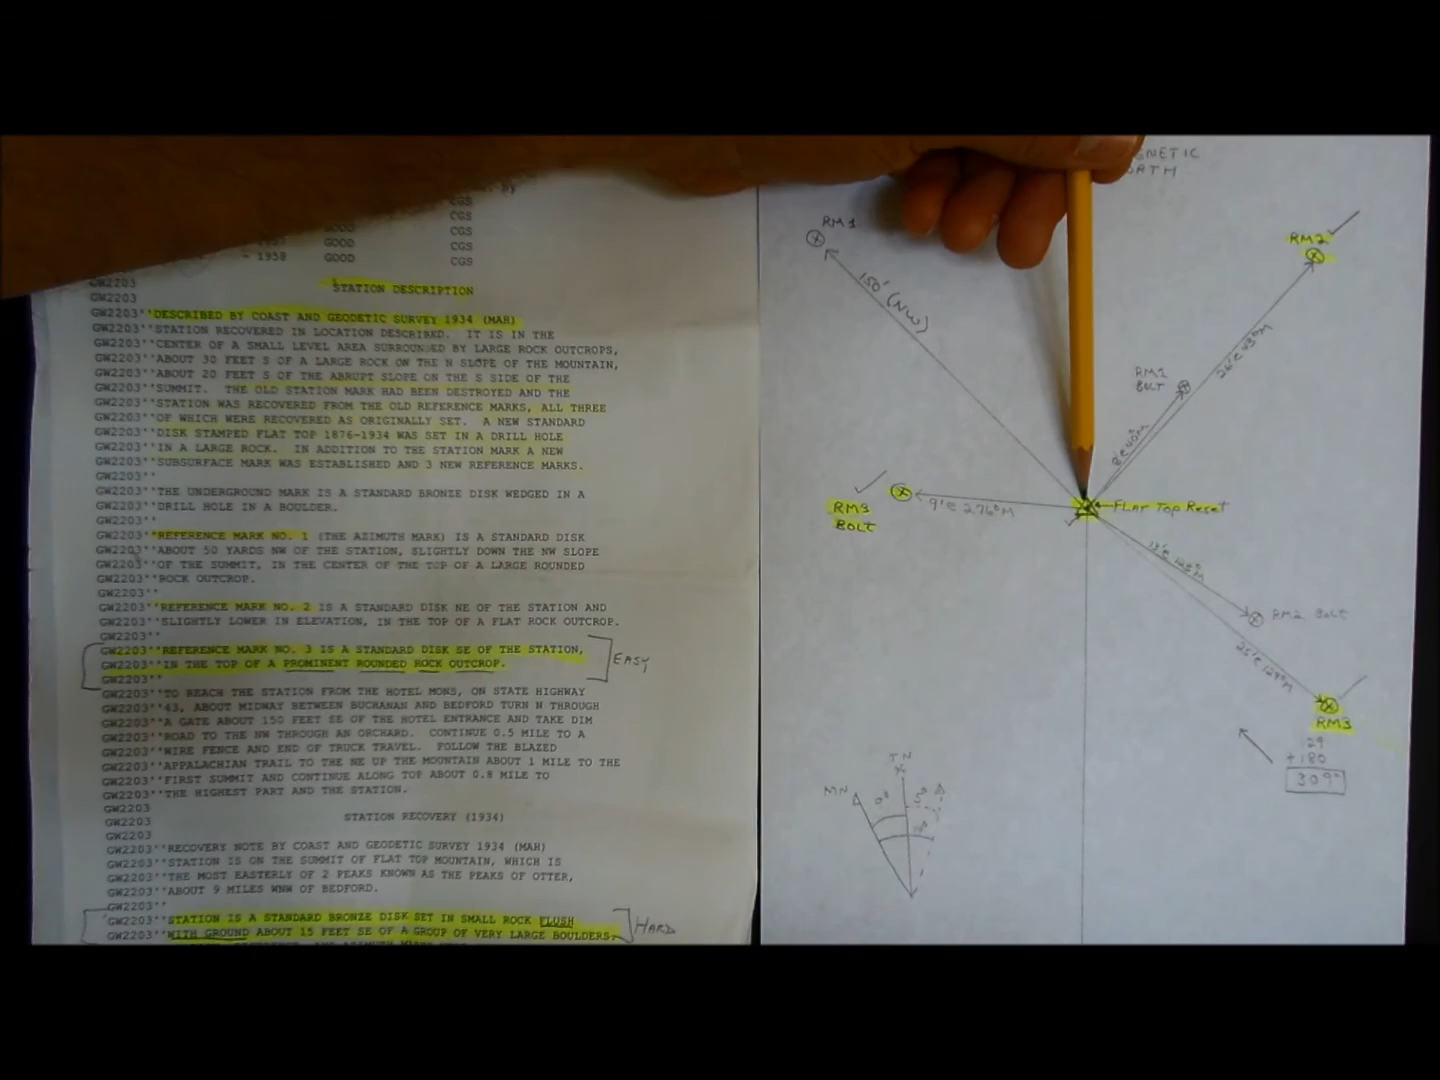 CGS
CGS
GOOD CGS
- 1957 GOOD CGS
- 1958 GOOD CGS
GW2203 STATION DESCRIPTION
GW2203
GW2203''DESCRIBED BY COAST AND GEODETIC SURVEY 1934 (MAH)
GW2203''STATION RECOVERED IN LOCATION DESCRIBED. IT IS IN THE
GW2203''CENTER OF A SMALL LEVEL AREA SURROUNDED BY LARGE ROCK OUTCROPS,
GW2203''ABOUT 30 FEET S OF A LARGE ROCK ON THE N SLOPE OF THE MOUNTAIN,
GW2203''ABOUT 20 FEET S OF THE ABRUPT SLOPE ON THE S SIDE OF THE
GW2203''SUMMIT. THE OLD STATION MARK HAD BEEN DESTROYED AND THE
GW2203''STATION WAS RECOVERED FROM THE OLD REFERENCE MARKS, ALL THREE
GW2203''OF WHICH WERE RECOVERED AS ORIGINALLY SET. A NEW STANDARD
GW2203''DISK STAMPED FLAT TOP 1876-1934 WAS SET IN A DRILL HOLE
GW2203''IN A LARGE ROCK. IN ADDITION TO THE STATION MARK A NEW
GW2203''SUBSURFACE MARK WAS ESTABLISHED AND 3 NEW REFERENCE MARKS.
GW2203''
GW2203''THE UNDERGROUND MARK IS A STANDARD BRONZE DISK WEDGED IN A
GW2203''DRILL HOLE IN A BOULDER.
GW2203''
GW2203''REFERENCE MARK NO. 1 (THE AZIMUTH MARK) IS A STANDARD DISK
GW2203''ABOUT 50 YARDS NW OF THE STATION, SLIGHTLY DOWN THE NW SLOPE
GW2203''OF THE SUMMIT, IN THE CENTER OF THE TOP OF A LARGE ROUNDED
GW2203''ROCK OUTCROP.
GW2203''
GW2203''REFERENCE MARK NO. 2 IS A STANDARD DISK NE OF THE STATION AND
GW2203''SLIGHTLY LOWER IN ELEVATION, IN THE TOP OF A FLAT ROCK OUTCROP.
GW2203''
GW2203''REFERENCE MARK NO. 3 IS A STANDARD DISK SE OF THE STATION,
GW2203''IN THE TOP OF A PROMINENT ROUNDED ROCK OUTCROP.
EASY
GW2203''
GW2203''TO REACH THE STATION FROM THE HOTEL MONS, ON STATE HIGHWAY
GW2203''43, ABOUT MIDWAY BETWEEN BUCHANAN AND BEDFORD TURN N THROUGH
GW2203''A GATE ABOUT 150 FEET SE OF THE HOTEL ENTRANCE AND TAKE DIM
GW2203''ROAD TO THE NW THROUGH AN ORCHARD. CONTINUE 0.5 MILE TO A
GW2203''WIRE FENCE AND END OF TRUCK TRAVEL. FOLLOW THE BLAZED
GW2203''APPALACHIAN TRAIL TO THE NE UP THE MOUNTAIN ABOUT 1 MILE TO THE
GW2203''FIRST SUMMIT AND CONTINUE ALONG TOP ABOUT 0.8 MILE TO
GW2203''THE HIGHEST PART AND THE STATION.
GW2203
GW2203 STATION RECOVERY (1934)
GW2203
GW2203''RECOVERY NOTE BY COAST AND GEODETIC SURVEY 1934 (MAH)
GW2203''STATION IS ON THE SUMMIT OF FLAT TOP MOUNTAIN, WHICH IS
GW2203''THE MOST EASTERLY OF 2 PEAKS KNOWN AS THE PEAKS OF OTTER,
GW2203''ABOUT 9 MILES WNW OF BEDFORD.
GW2203''
GW2203''STATION IS A STANDARD BRONZE DISK SET IN SMALL ROCK FLUSH
GW2203''WITH GROUND ABOUT 15 FEET SE OF A GROUP OF VERY LARGE BOULDERS.
HARD
GNETIC
RTH
RM1
150' (NW)
RM2
26'@ 43°M
RM1
BOLT
8'@ 40°M
RM3
BOLT
9'@ 276°M
FLAT TOP Reset
RM2 BOLT
25'@ 129°M
RM3
129
+180
309°
MN
TN